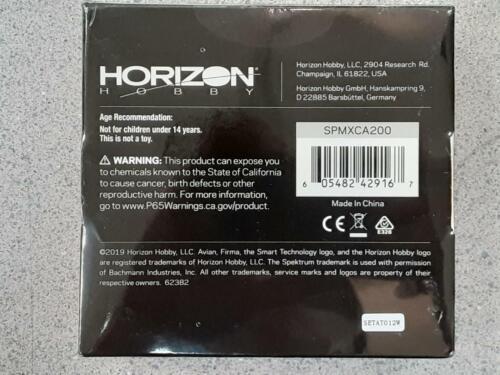 HORIZON®
HOBBY
Horizon Hobby, LLC, 2904 Research Rd.
Champaign, IL 61822, USA
Horizon Hobby GmbH, Hanskampring 9,
D 22885 Barsbüttel, Germany
Age Recommendation:
Not for children under 14 years.
This is not a toy.
⚠ WARNING: This product can expose you
to chemicals known to the State of California
to cause cancer, birth defects or other
reproductive harm. For more information,
go to www.P65Warnings.ca.gov/product.
SPMXCA200
6 05482 42916 7
Made in China
CE
E328
©2019 Horizon Hobby, LLC. Avian, Firma, the Smart Technology logo, and the Horizon Hobby logo
are registered trademarks of Horizon Hobby, LLC. The Spektrum trademark is used with permission
of Bachmann Industries, Inc. All other trademarks, service marks and logos are property of their
respective owners. 62382
SETAT012W